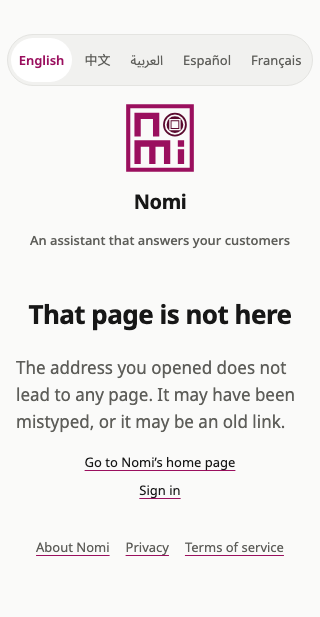 English 中文 العربية Español Français
nomi
Nomi
An assistant that answers your customers
That page is not here
The address you opened does not
lead to any page. It may have been
mistyped, or it may be an old link.
Go to Nomi’s home page
Sign in
About Nomi Privacy Terms of service